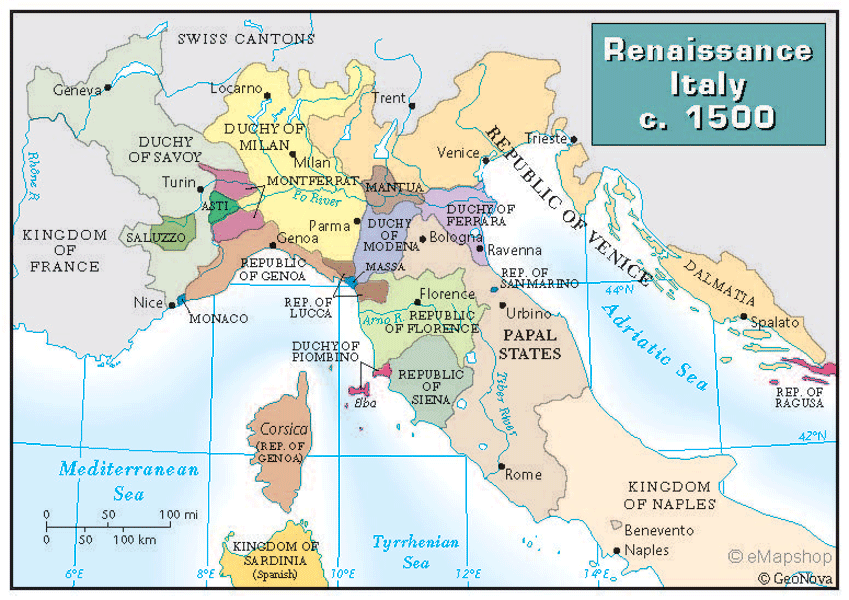 Renaissance
Italy
c. 1500
SWISS CANTONS
Geneva
Locarno
Trent
DUCHY
OF SAVOY
DUCHY OF
MILAN
Milan
Venice
Trieste
REPUBLIC OF VENICE
Rhône R.
Turin
MONTFERRAT
MANTUA
ASTI
Po River
DUCHY OF
FERRARA
SALUZZO
Parma
DUCHY
OF
MODENA
Bologna
Ravenna
KINGDOM
OF
FRANCE
Genoa
REPUBLIC
OF GENOA
MASSA
REP. OF
SAN MARINO
44°N
DALMATIA
Nice
MONACO
REP. OF
LUCCA
Florence
Arno R.
REPUBLIC
OF FLORENCE
Urbino
Adriatic Sea
Spalato
DUCHY OF
PIOMBINO
PAPAL
STATES
REPUBLIC
OF
SIENA
Elba
Tiber River
REP. OF
RAGUSA
Corsica
(REP. OF
GENOA)
42°N
Mediterranean
Sea
Rome
KINGDOM
OF NAPLES
0 50 100 mi
0 50 100 km
KINGDOM OF
SARDINIA
(Spanish)
Tyrrhenian
Sea
Benevento
Naples
© eMapshop
6°E
8°E
10°E
12°E
14°E
© GeoNova